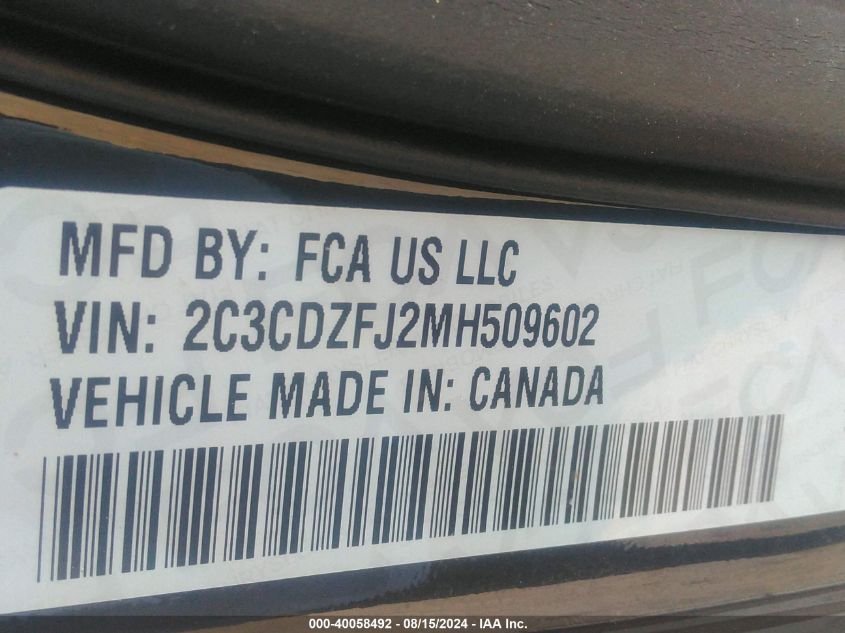 MFD BY: FCA US LLC
VIN: 2C3CDZFJ2MH509602
VEHICLE MADE IN: CANADA
000-40058492 - 08/15/2024 - IAA Inc.